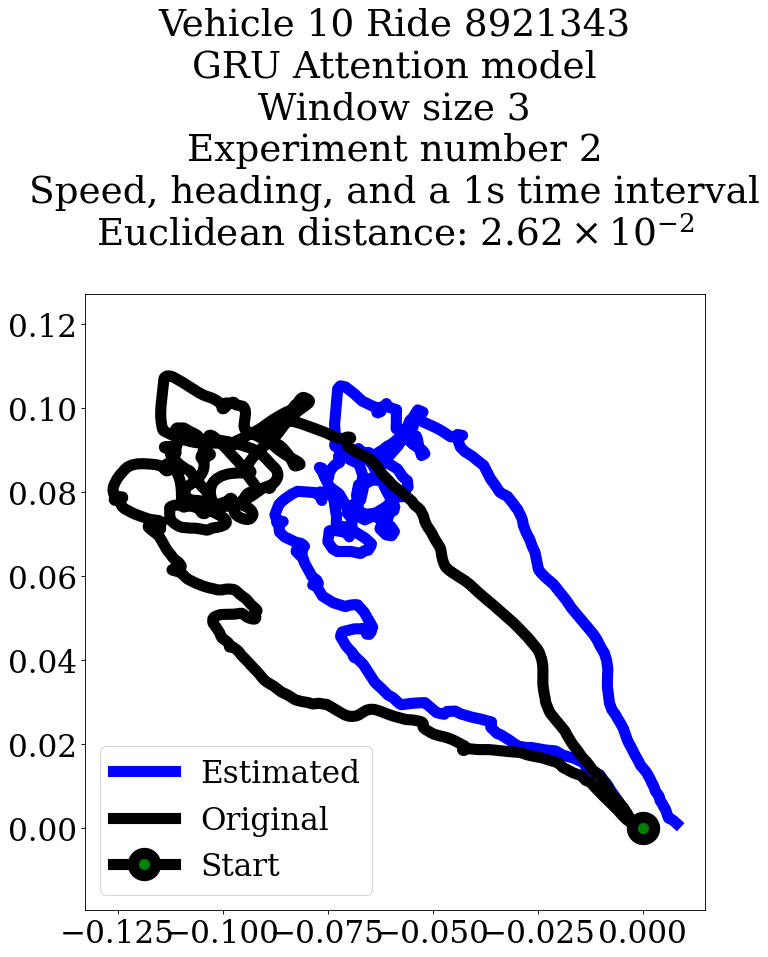 Vehicle 10 Ride 8921343
GRU Attention model
Window size 3
Experiment number 2
Speed, heading, and a 1s time interval
Euclidean distance: 2.62 × 10⁻²
0.12
0.10
0.08
0.06
0.04
0.02
0.00
Estimated
Original
Start
−0.125 −0.100 −0.075 −0.050 −0.025 0.000